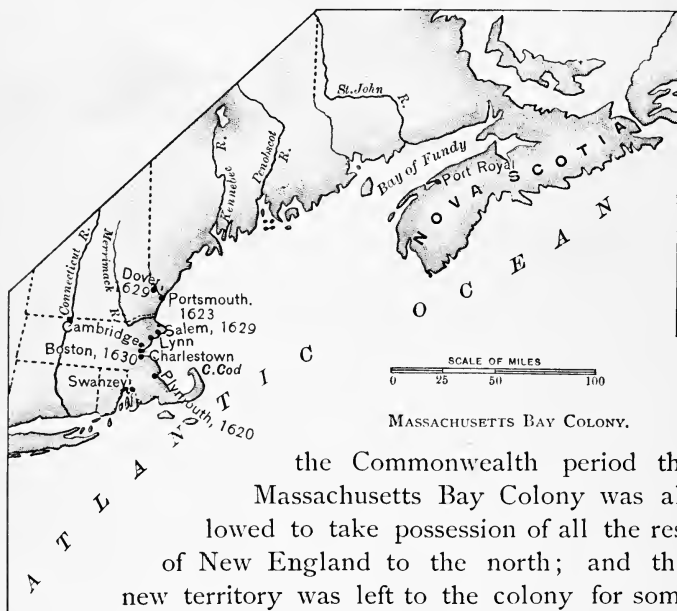 St. John R.
Kennebec R.
Penobscot R.
Bay of Fundy
Port Royal
NOVA SCOTIA
Connecticut R.
Merrimack R.
Dover
1629
Portsmouth.
1623
Cambridge
Salem, 1629
Lynn
Boston, 1630
Charlestown
C. Cod
Swanzey
Plymouth, 1620
ATLANTIC OCEAN
SCALE OF MILES
0 25 50 100
MASSACHUSETTS BAY COLONY.
the Commonwealth period th
Massachusetts Bay Colony was al
lowed to take possession of all the res
of New England to the north; and th
new territory was left to the colony for som